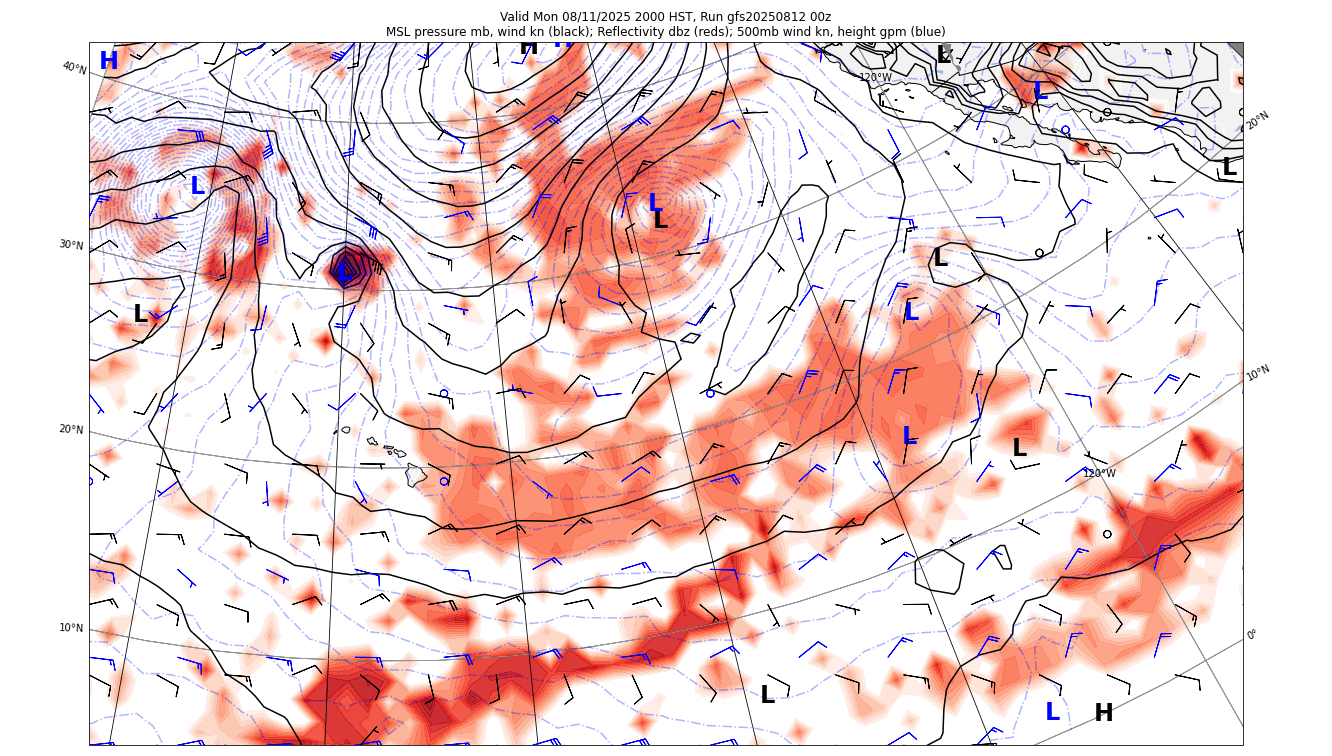 Valid Mon 08/11/2025 2000 HST, Run gfs20250812 00z
MSL pressure mb, wind kn (black); Reflectivity dbz (reds); 500mb wind kn, height gpm (blue)
H H H L
40°N 120°W
L
20°N
L
L
L
L
30°N
L
L
L
L
L
10°N
20°N
L
L
120°W
10°N
0°
L
L H